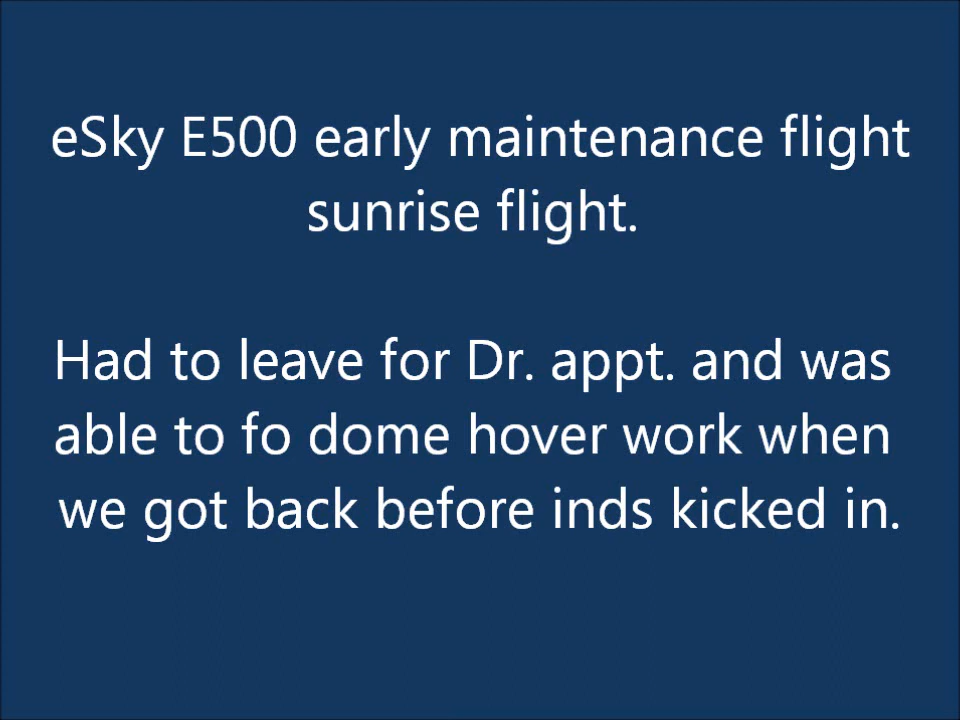 eSky E500 early maintenance flight
sunrise flight.
Had to leave for Dr. appt. and was
able to fo dome hover work when
we got back before inds kicked in.